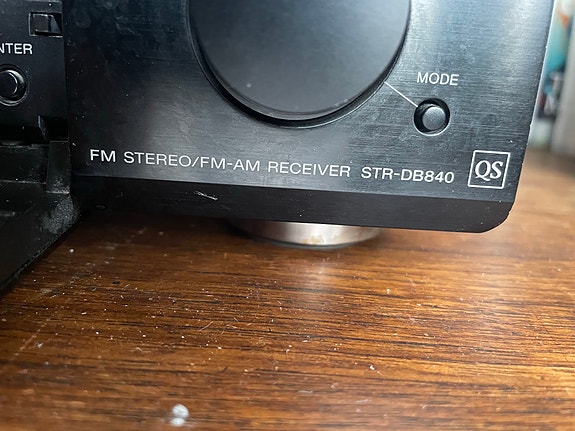 NTER
MODE
FM STEREO/FM-AM RECEIVER STR-DB840 QS